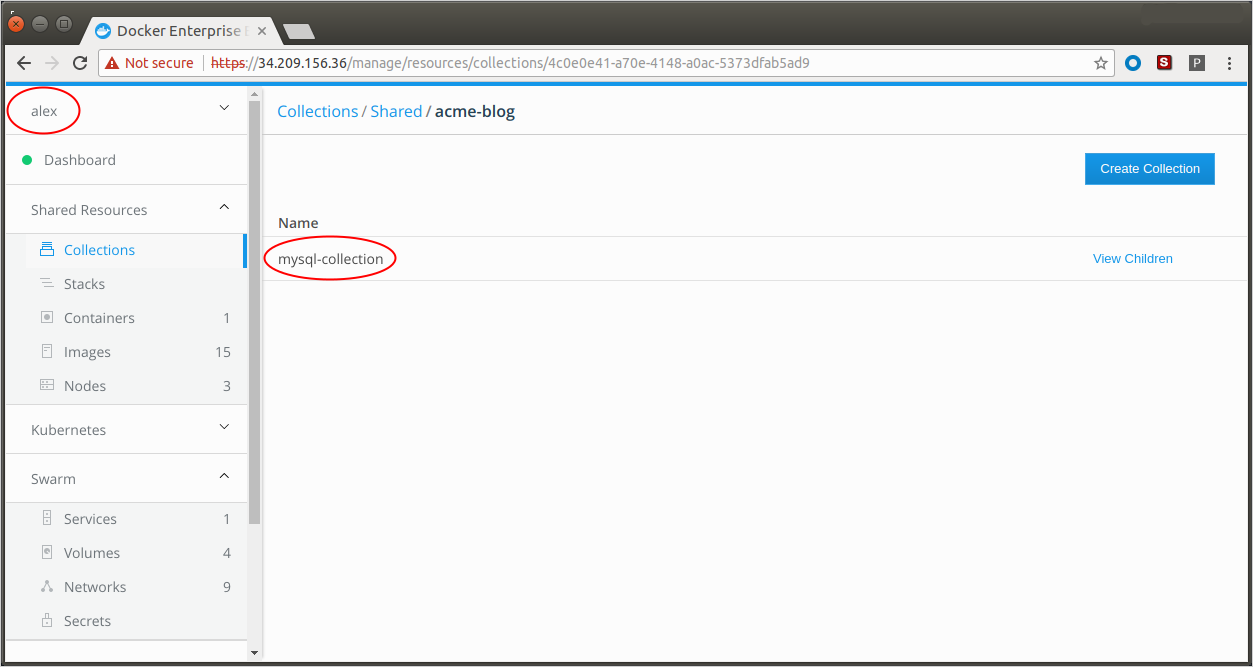 Docker Enterprise
Not secure https://34.209.156.36/manage/resources/collections/4c0e0e41-a70e-4148-a0ac-5373dfab5ad9
S
P
alex
Collections / Shared / acme-blog
Dashboard
Create Collection
Shared Resources
Name
Collections
mysql-collection
View Children
Stacks
Containers 1
Images 15
Nodes 3
Kubernetes
Swarm
Services 1
Volumes 4
Networks 9
Secrets